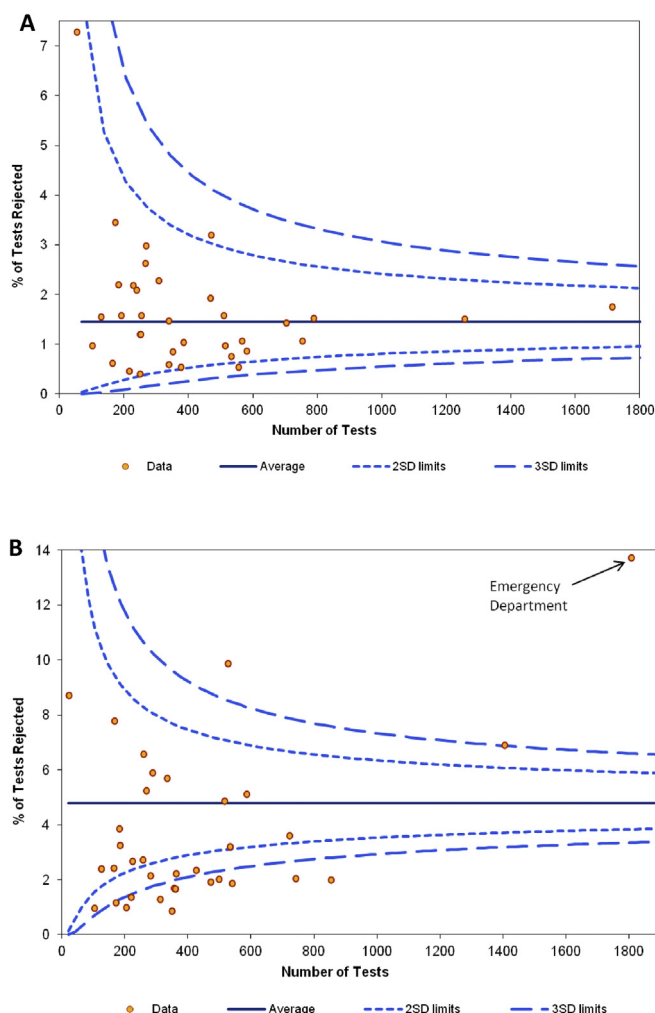 A
% of Tests Rejected
7
6
5
4
3
2
1
0
0 200 400 600 800 1000 1200 1400 1600 1800
Number of Tests
Data Average 2SD limits 3SD limits
B
% of Tests Rejected
14
12
10
8
6
4
2
0
Emergency
Department
0 200 400 600 800 1000 1200 1400 1600 1800
Number of Tests
Data Average 2SD limits 3SD limits